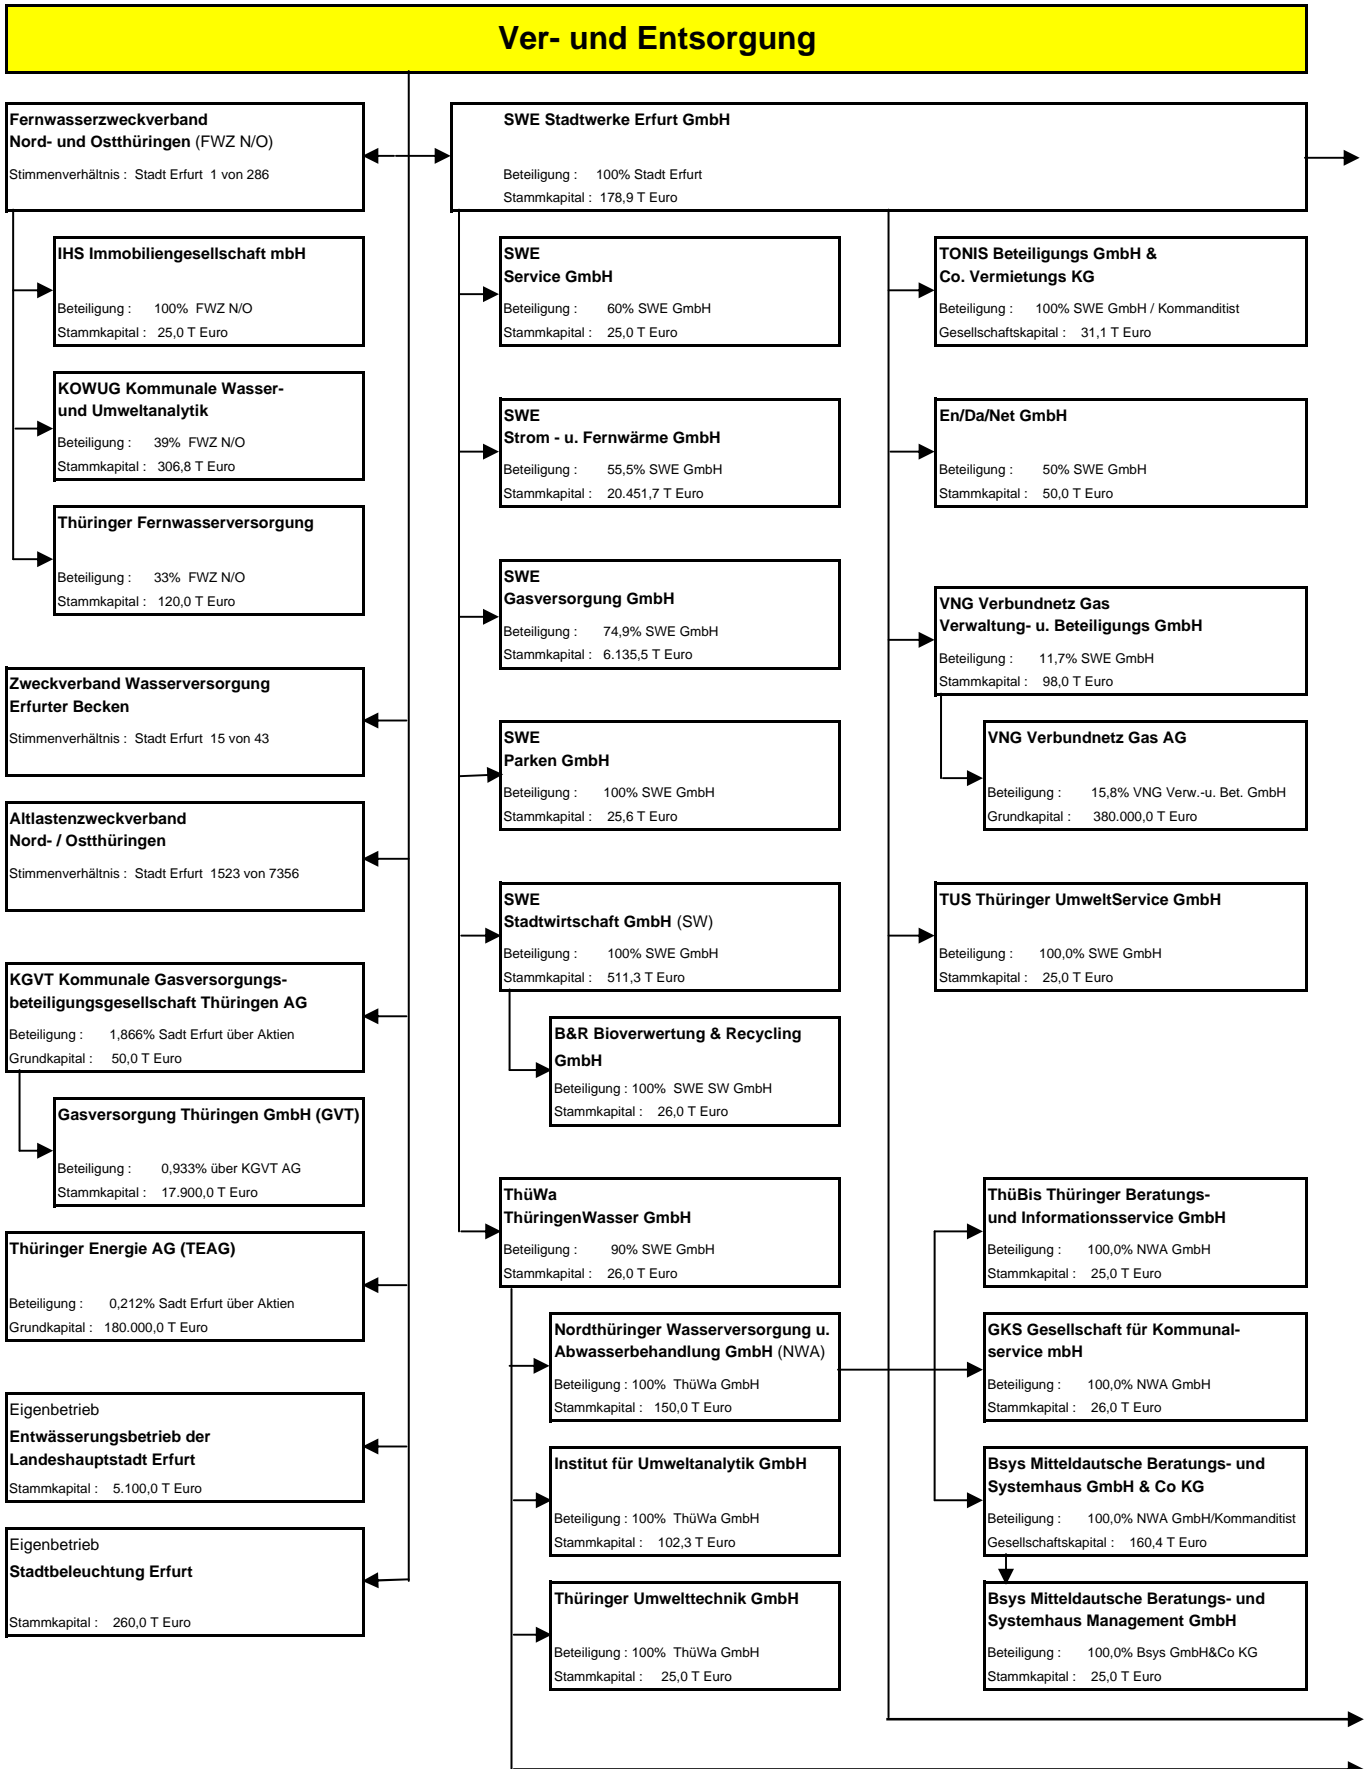 Ver- und Entsorgung
Fernwasserzweckverband
Nord- und Ostthüringen (FWZ N/O)
Stimmenverhältnis : Stadt Erfurt 1 von 286
IHS Immobiliengesellschaft mbH
Beteiligung : 100% FWZ N/O
Stammkapital : 25,0 T Euro
KOWUG Kommunale Wasser-
und Umweltanalytik
Beteiligung : 39% FWZ N/O
Stammkapital : 306,8 T Euro
Thüringer Fernwasserversorgung
Beteiligung : 33% FWZ N/O
Stammkapital : 120,0 T Euro
Zweckverband Wasserversorgung
Erfurter Becken
Stimmenverhältnis : Stadt Erfurt 15 von 43
Altlastenzweckverband
Nord- / Ostthüringen
Stimmenverhältnis : Stadt Erfurt 1523 von 7356
KGVT Kommunale Gasversorgungs-
beteiligungsgesellschaft Thüringen AG
Beteiligung : 1,866% Sadt Erfurt über Aktien
Grundkapital : 50,0 T Euro
Gasversorgung Thüringen GmbH (GVT)
Beteiligung : 0,933% über KGVT AG
Stammkapital : 17.900,0 T Euro
Thüringer Energie AG (TEAG)
Beteiligung : 0,212% Sadt Erfurt über Aktien
Grundkapital : 180.000,0 T Euro
Eigenbetrieb
Entwässerungsbetrieb der
Landeshauptstadt Erfurt
Stammkapital : 5.100,0 T Euro
Eigenbetrieb
Stadtbeleuchtung Erfurt
Stammkapital : 260,0 T Euro
SWE Stadtwerke Erfurt GmbH
Beteiligung : 100% Stadt Erfurt
Stammkapital : 178,9 T Euro
SWE
Service GmbH
Beteiligung : 60% SWE GmbH
Stammkapital : 25,0 T Euro
SWE
Strom - u. Fernwärme GmbH
Beteiligung : 55,5% SWE GmbH
Stammkapital : 20.451,7 T Euro
SWE
Gasversorgung GmbH
Beteiligung : 74,9% SWE GmbH
Stammkapital : 6.135,5 T Euro
SWE
Parken GmbH
Beteiligung : 100% SWE GmbH
Stammkapital : 25,6 T Euro
SWE
Stadtwirtschaft GmbH (SW)
Beteiligung : 100% SWE GmbH
Stammkapital : 511,3 T Euro
B&R Bioverwertung & Recycling
GmbH
Beteiligung : 100% SWE SW GmbH
Stammkapital : 26,0 T Euro
ThüWa
ThüringenWasser GmbH
Beteiligung : 90% SWE GmbH
Stammkapital : 26,0 T Euro
Nordthüringer Wasserversorgung u.
Abwasserbehandlung GmbH (NWA)
Beteiligung : 100% ThüWa GmbH
Stammkapital : 150,0 T Euro
Institut für Umweltanalytik GmbH
Beteiligung : 100% ThüWa GmbH
Stammkapital : 102,3 T Euro
Thüringer Umwelttechnik GmbH
Beteiligung : 100% ThüWa GmbH
Stammkapital : 25,0 T Euro
TONIS Beteiligungs GmbH &
Co. Vermietungs KG
Beteiligung : 100% SWE GmbH / Kommanditist
Gesellschaftskapital : 31,1 T Euro
En/Da/Net GmbH
Beteiligung : 50% SWE GmbH
Stammkapital : 50,0 T Euro
VNG Verbundnetz Gas
Verwaltung- u. Beteiligungs GmbH
Beteiligung : 11,7% SWE GmbH
Stammkapital : 98,0 T Euro
VNG Verbundnetz Gas AG
Beteiligung : 15,8% VNG Verw.-u. Bet. GmbH
Grundkapital : 380.000,0 T Euro
TUS Thüringer UmweltService GmbH
Beteiligung : 100,0% SWE GmbH
Stammkapital : 25,0 T Euro
ThüBis Thüringer Beratungs-
und Informationsservice GmbH
Beteiligung : 100,0% NWA GmbH
Stammkapital : 25,0 T Euro
GKS Gesellschaft für Kommunal-
service mbH
Beteiligung : 100,0% NWA GmbH
Stammkapital : 26,0 T Euro
Bsys Mitteldautsche Beratungs- und
Systemhaus GmbH & Co KG
Beteiligung : 100,0% NWA GmbH/Kommanditist
Gesellschaftskapital : 160,4 T Euro
Bsys Mitteldautsche Beratungs- und
Systemhaus Management GmbH
Beteiligung : 100,0% Bsys GmbH&Co KG
Stammkapital : 25,0 T Euro